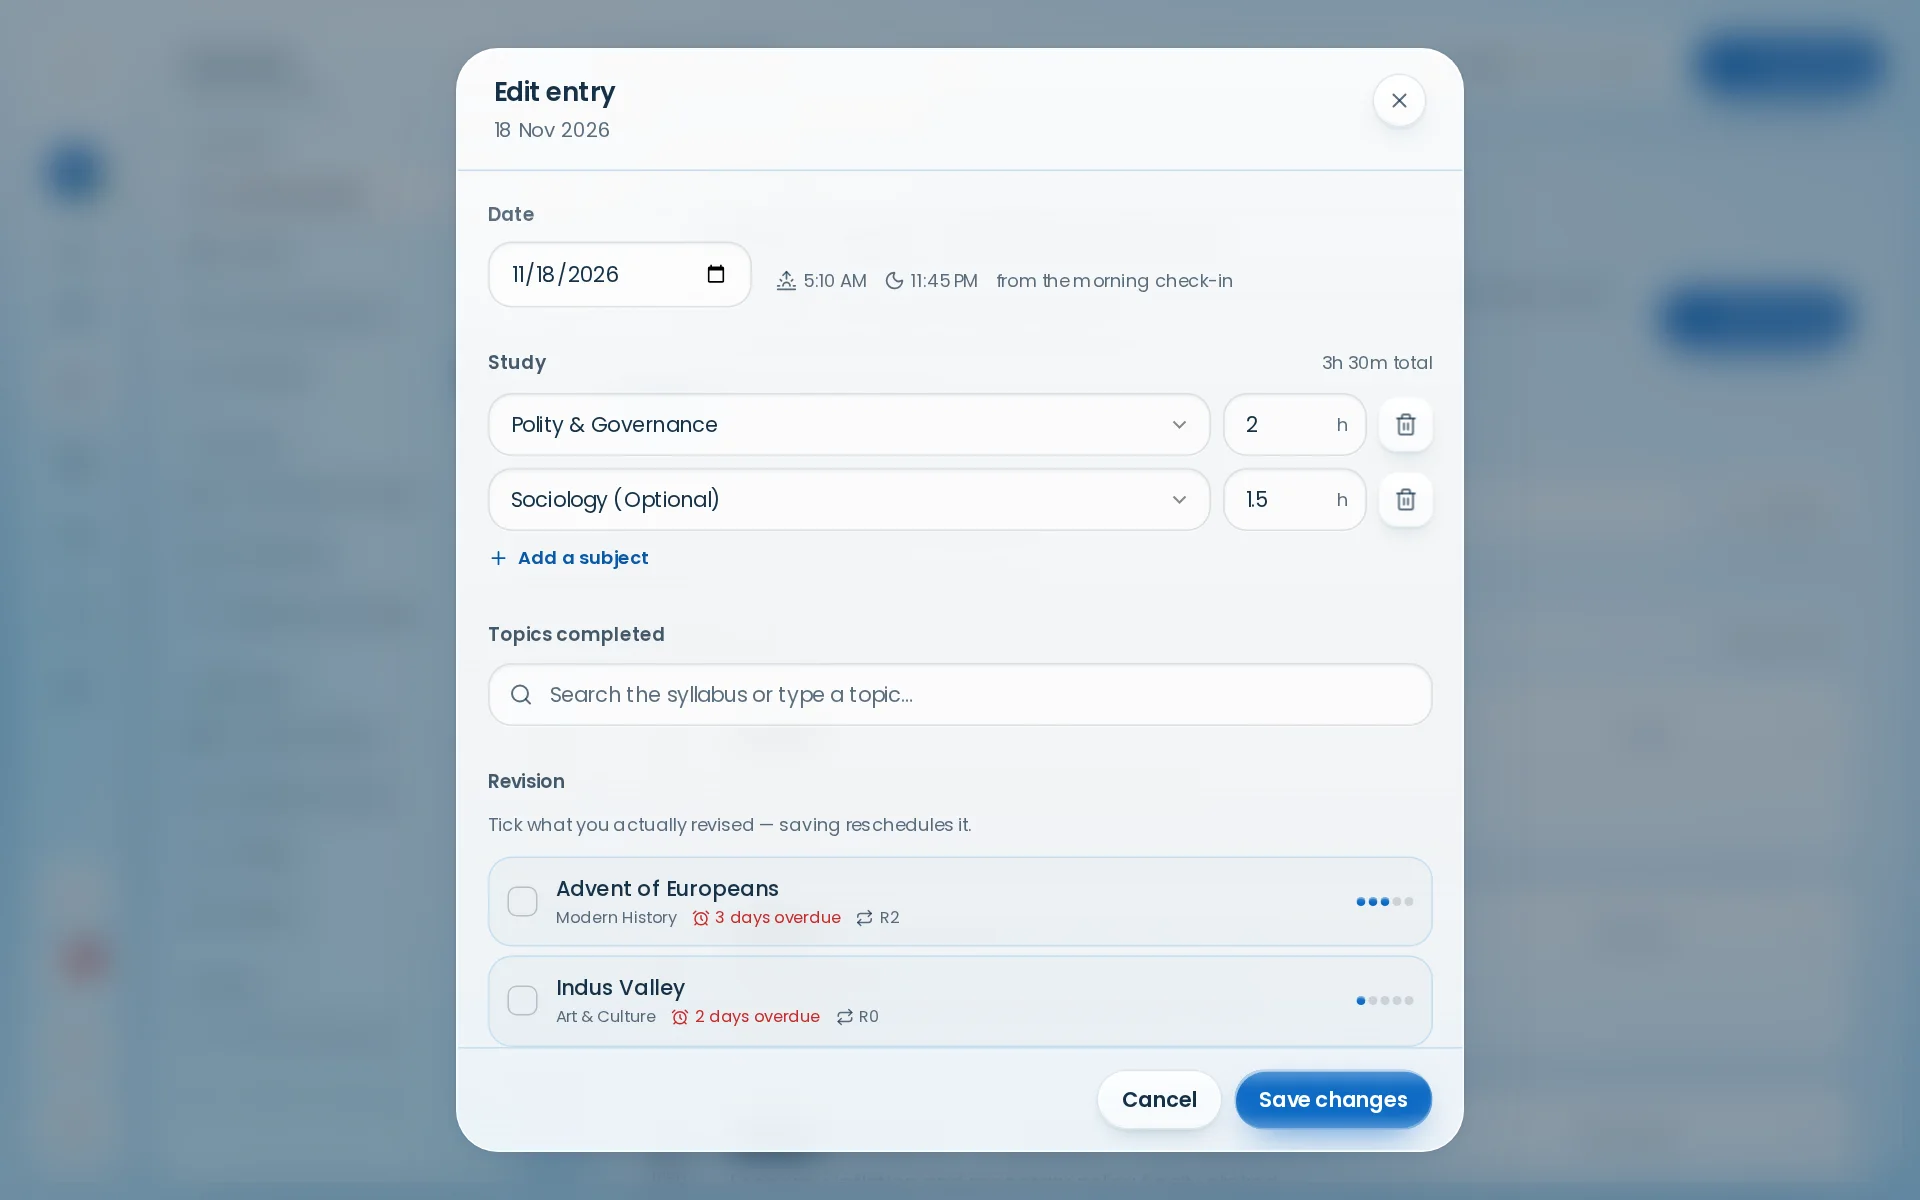 Edit entry
18 Nov 2026
Date
11/18/2026
5:10 AM 11:45 PM from the morning check-in
Study 3h 30m total
Polity & Governance 2 h
Sociology (Optional) 1.5 h
Add a subject
Topics completed
Search the syllabus or type a topic...
Revision
Tick what you actually revised — saving reschedules it.
Advent of Europeans
Modern History 3 days overdue R2
Indus Valley
Art & Culture 2 days overdue R0
Cancel Save changes